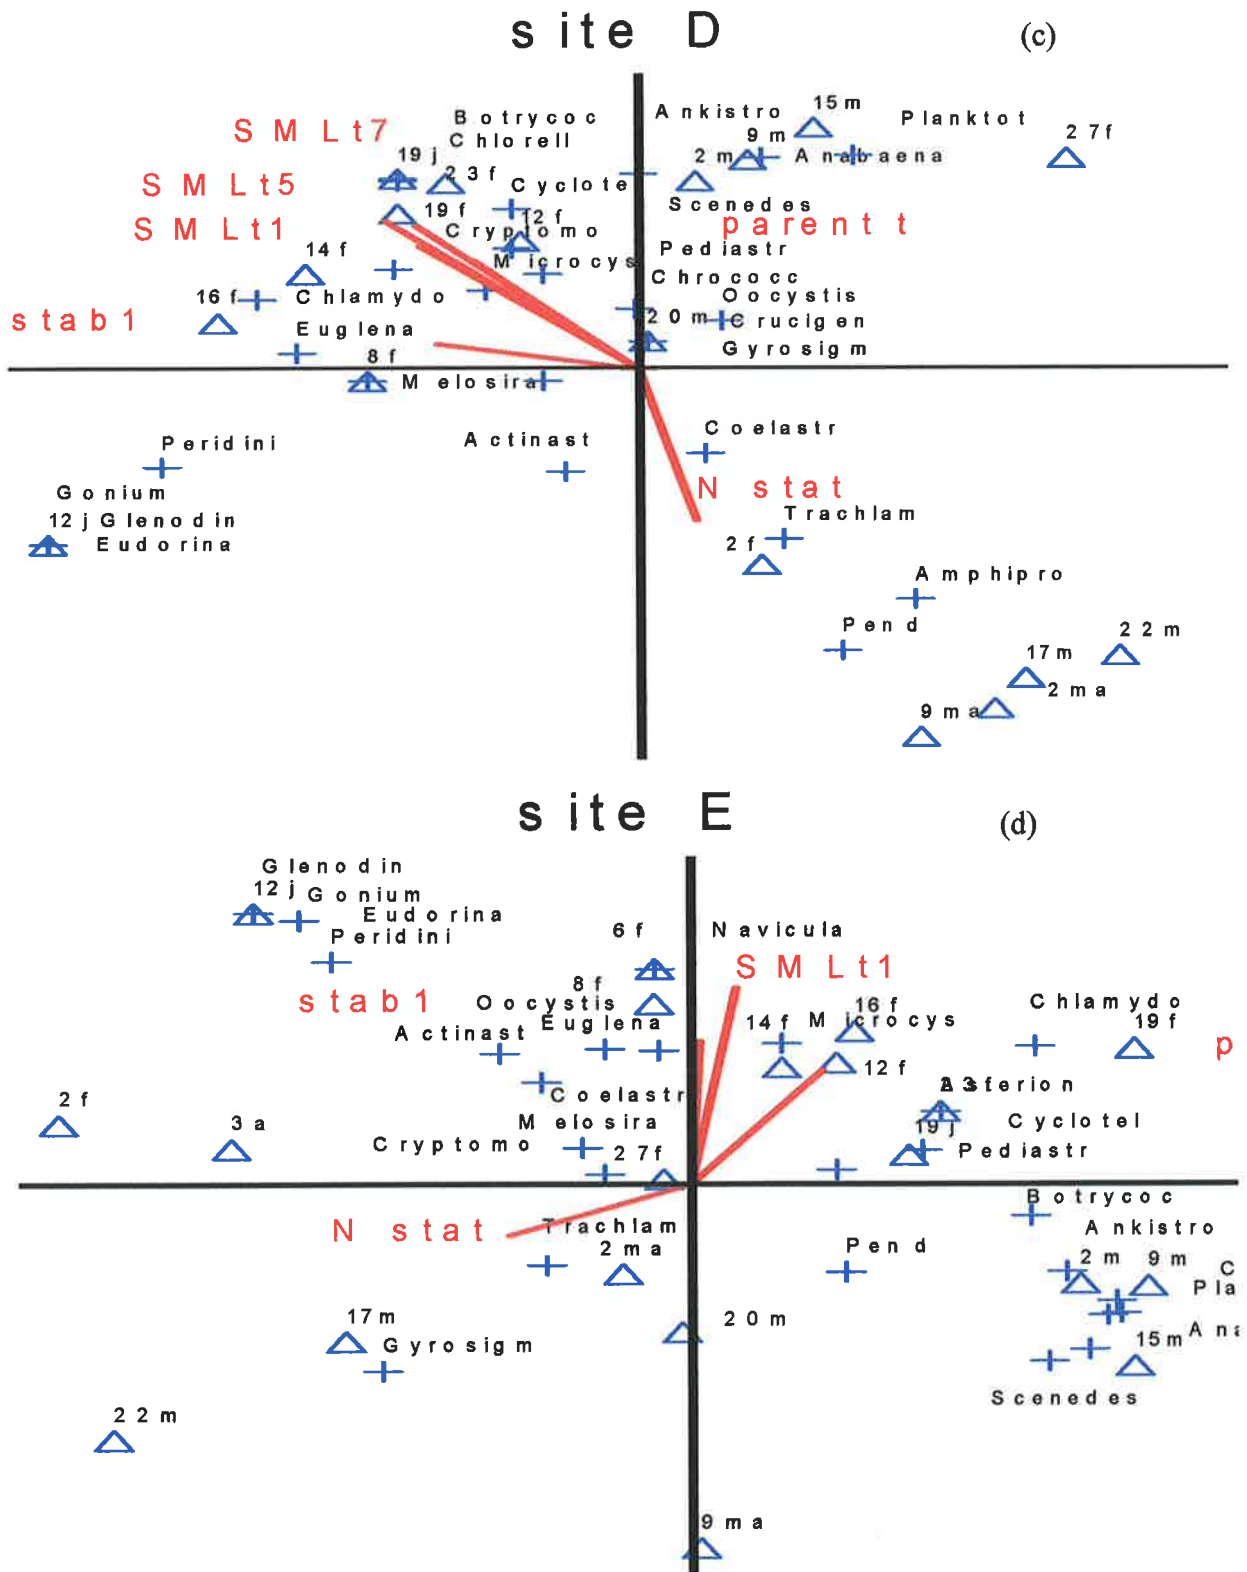 site D (c)
Botrycoc Ankistro 15m Planktot
SMLt7 Chlorell 9m 27f
19j 23f 2m Anabaena
SMLt5 Cyclote Scenedes
SMLt1 19f 12f parentt
14f Cryptomo Pediastr
Microcys Chrococc
16f Chlamydo Oocystis
stab1 20m Crucigen
Euglena Gyrosigm
8f Melosira
Peridini Actinast Coelastr
Gonium N stat
12j Glenodin Trachlam
Eudorina 2f
Amphipro
Pend 22m
17m
2ma
9ma
site E (d)
Glenodin
12j Gonium
Eudorina
Peridini 6f Navicula
SMLt1
stab1 8f Oocystis 16f Chlamydo
Actinast Euglena 14f Microcys 19f p
12f
Coelastr
2f 3a Melosira 19j Cyclotel
Cryptomo 27f Pediastr
Botrycoc
N stat Trachlam Ankistro
2ma Pend 2m 9m C
Pla
17m 20m Ana
Gyrosigm 15m
Scenedes
22m
9ma